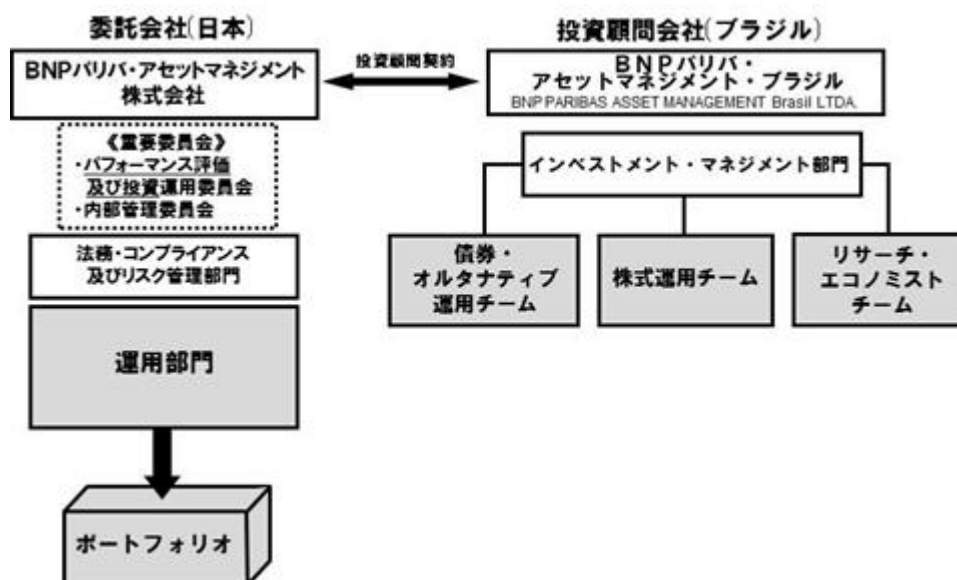 委託会社(日本)
BNPパリバ・アセットマネジメント
株式会社
《重要委員会》
・パフォーマンス評価
及び投資運用委員会
・内部管理委員会
法務・コンプライアンス
及びリスク管理部門
運用部門
ポートフォリオ
投資顧問契約
投資顧問会社(ブラジル)
BNPパリバ・
アセットマネジメント・ブラジル
BNP PARIBAS ASSET MANAGEMENT Brasil LTDA.
インベストメント・マネジメント部門
債券・
オルタナティブ
運用チーム
株式運用チーム
リサーチ・
エコノミスト
チーム